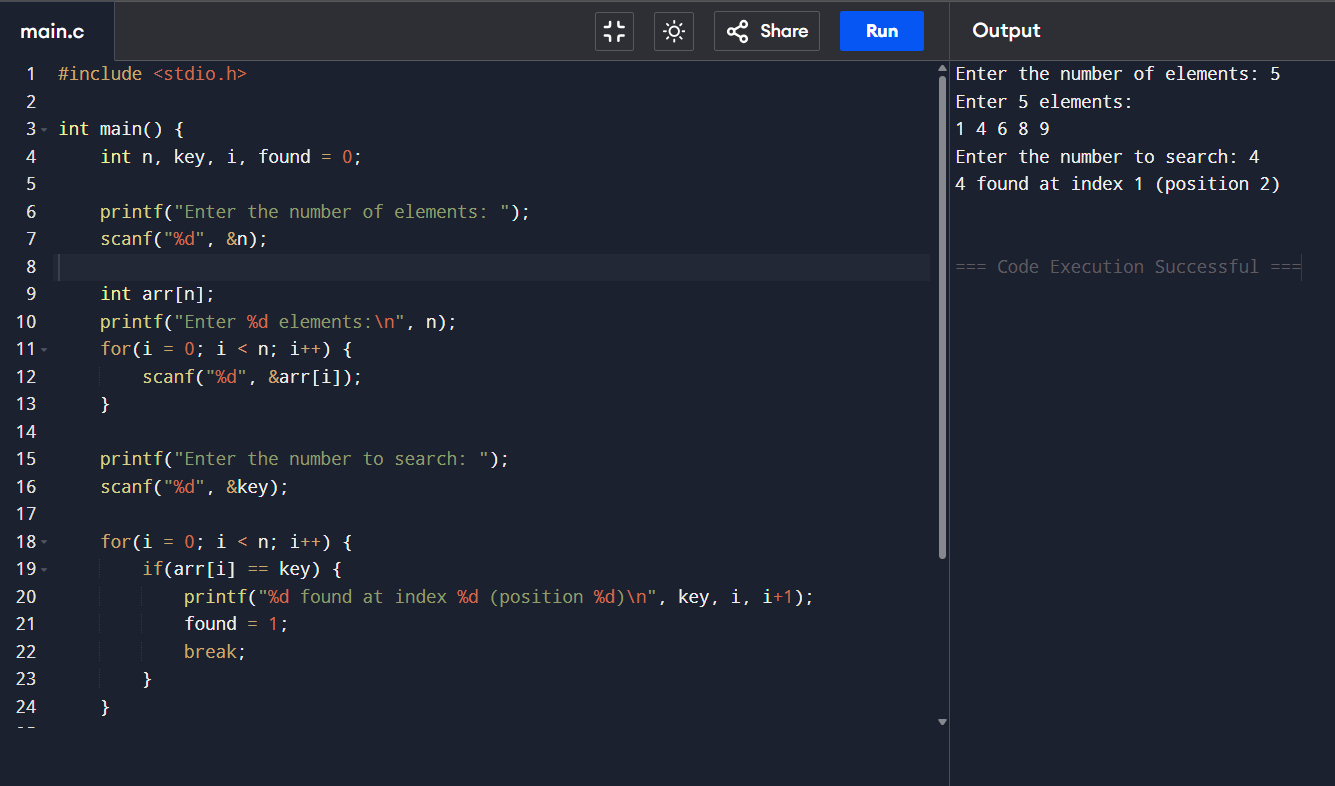 main.c
Share
Run
Output
1 #include <stdio.h>
2
3 int main() {
4     int n, key, i, found = 0;
5
6     printf("Enter the number of elements: ");
7     scanf("%d", &n);
8
9     int arr[n];
10     printf("Enter %d elements:\n", n);
11     for(i = 0; i < n; i++) {
12         scanf("%d", &arr[i]);
13     }
14
15     printf("Enter the number to search: ");
16     scanf("%d", &key);
17
18     for(i = 0; i < n; i++) {
19         if(arr[i] == key) {
20             printf("%d found at index %d (position %d)\n", key, i, i+1);
21             found = 1;
22             break;
23         }
24     }
Enter the number of elements: 5
Enter 5 elements:
1 4 6 8 9
Enter the number to search: 4
4 found at index 1 (position 2)
=== Code Execution Successful ===